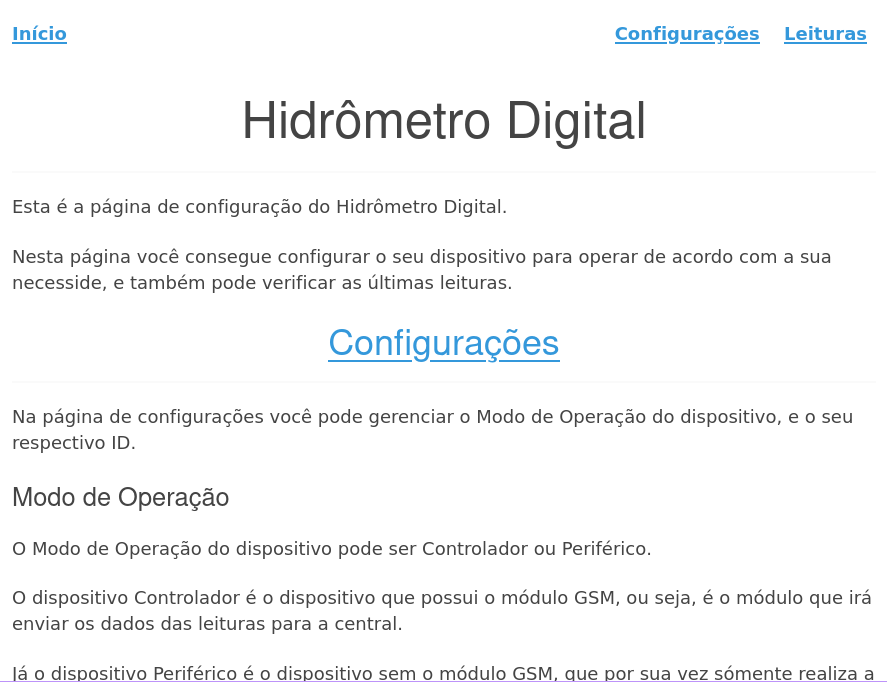 Início Configurações Leituras
Hidrômetro Digital
Esta é a página de configuração do Hidrômetro Digital.
Nesta página você consegue configurar o seu dispositivo para operar de acordo com a sua
necesside, e também pode verificar as últimas leituras.
Configurações
Na página de configurações você pode gerenciar o Modo de Operação do dispositivo, e o seu
respectivo ID.
Modo de Operação
O Modo de Operação do dispositivo pode ser Controlador ou Periférico.
O dispositivo Controlador é o dispositivo que possui o módulo GSM, ou seja, é o módulo que irá
enviar os dados das leituras para a central.
Já o dispositivo Periférico é o dispositivo sem o módulo GSM, que por sua vez sómente realiza a